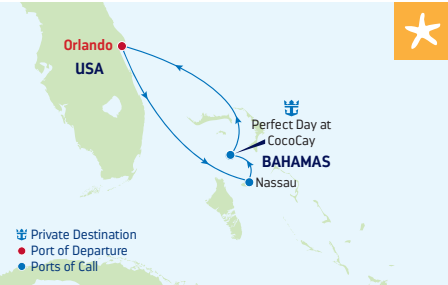 Orlando
USA
Perfect Day at
CocoCay
BAHAMAS
Nassau
Private Destination
Port of Departure
Ports of Call